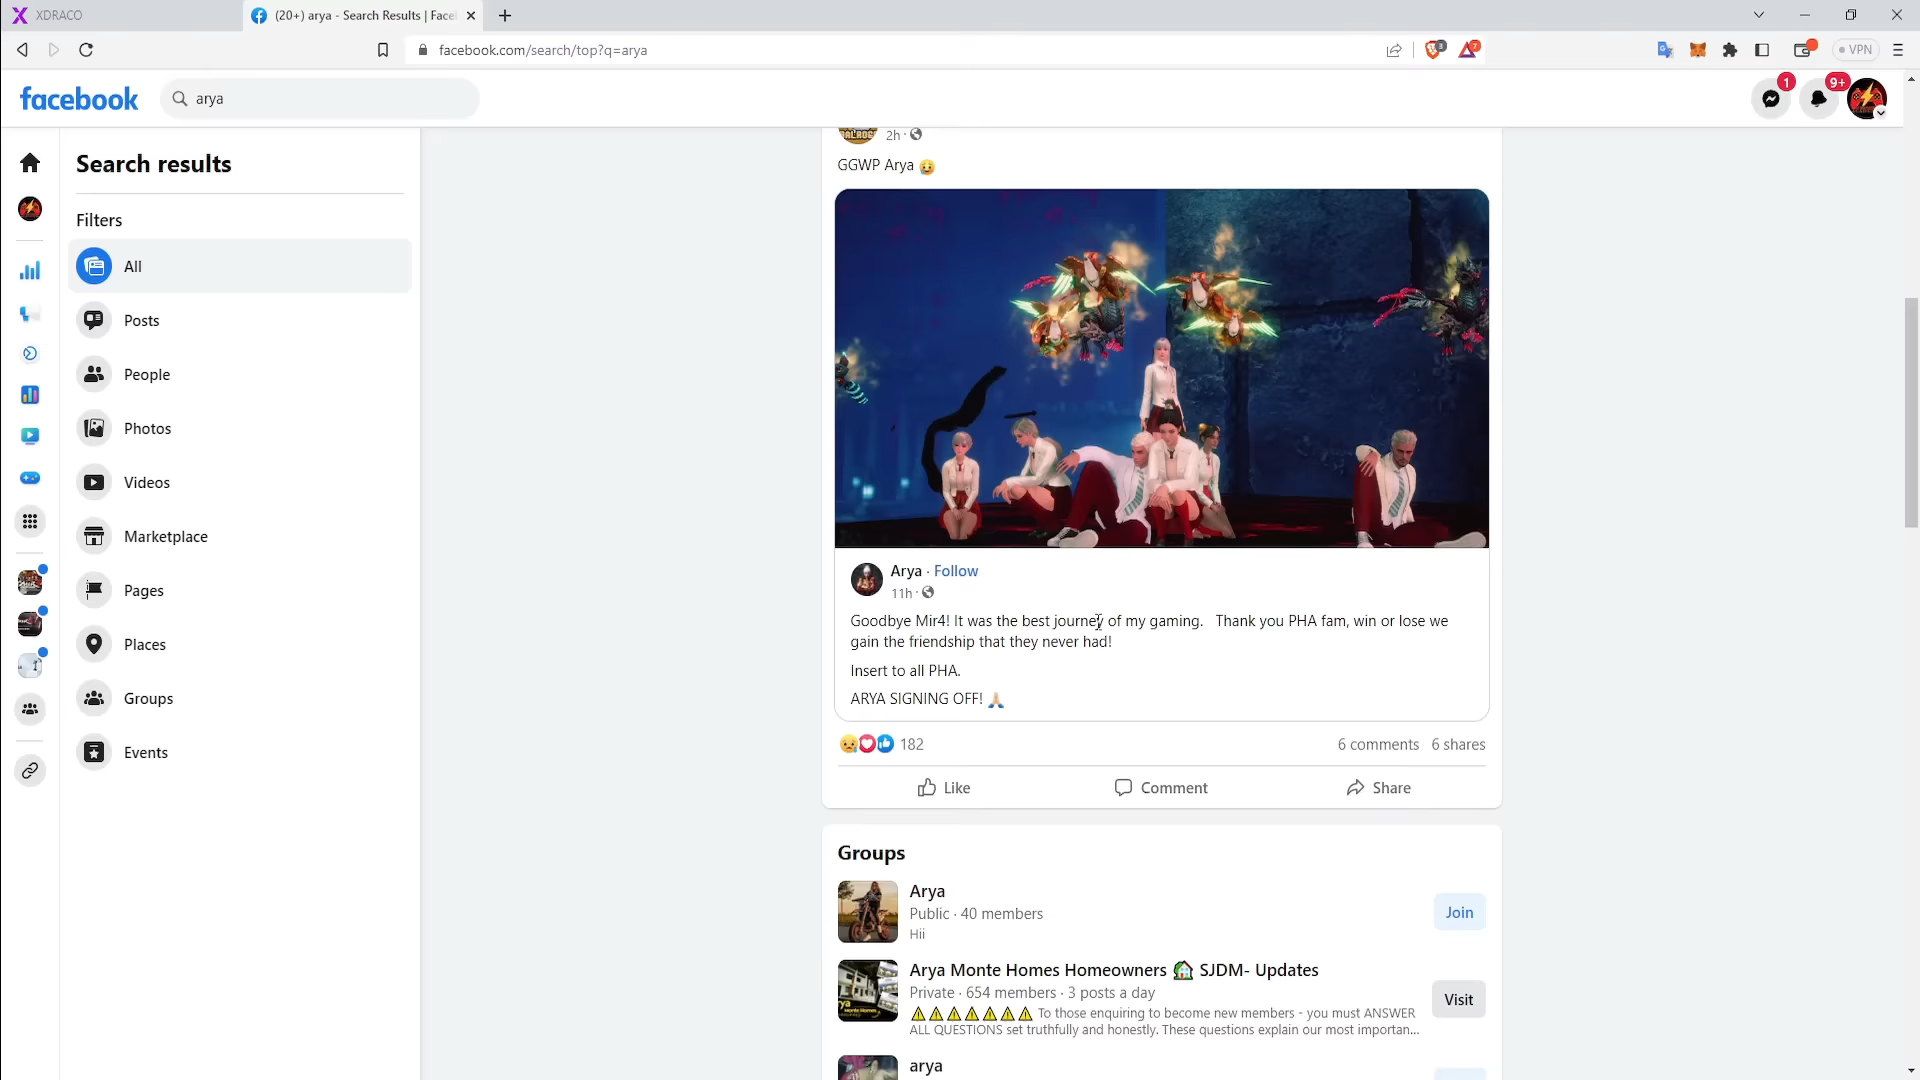 XDRACO
(20+) arya - Search Results | Face
facebook.com/search/top?q=arya
3
7
VPN
facebook
arya
1
9+
Search results
Filters
All
Posts
People
Photos
Videos
Marketplace
Pages
Places
Groups
Events
2h ·
GGWP Arya 😢
Arya · Follow
11h ·
Goodbye Mir4! It was the best journey of my gaming.   Thank you PHA fam, win or lose we
gain the friendship that they never had!
Insert to all PHA.
ARYA SIGNING OFF! 🙏🏼
182
6 comments 6 shares
Like
Comment
Share
Groups
Arya
Public · 40 members
Hii
Join
Arya Monte Homes Homeowners 🏡 SJDM- Updates
Private · 654 members · 3 posts a day
⚠⚠⚠⚠⚠⚠⚠ To those enquiring to become new members - you must ANSWER
ALL QUESTIONS set truthfully and honestly. These questions explain our most importan...
Visit
arya